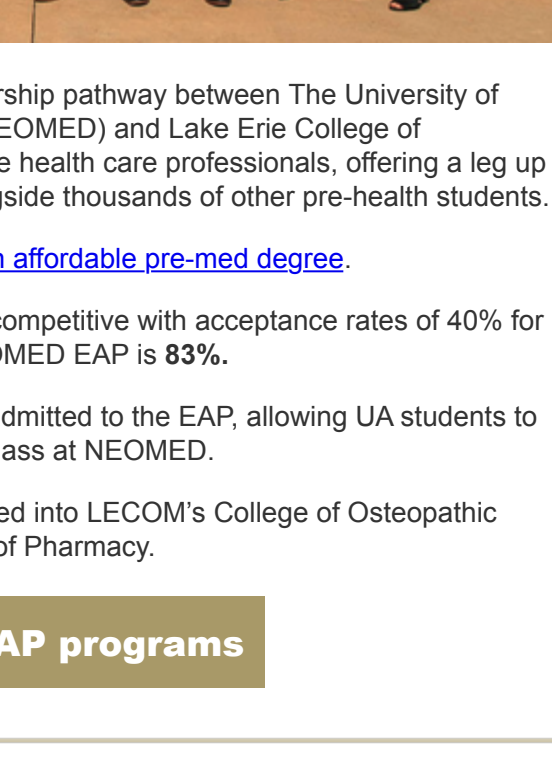 rship pathway between The University of
EOMED) and Lake Erie College of
e health care professionals, offering a leg up
gside thousands of other pre-health students.
n affordable pre-med degree.
competitive with acceptance rates of 40% for
OMED EAP is 83%.
dmitted to the EAP, allowing UA students to
lass at NEOMED.
ed into LECOM’s College of Osteopathic
of Pharmacy.
AP programs